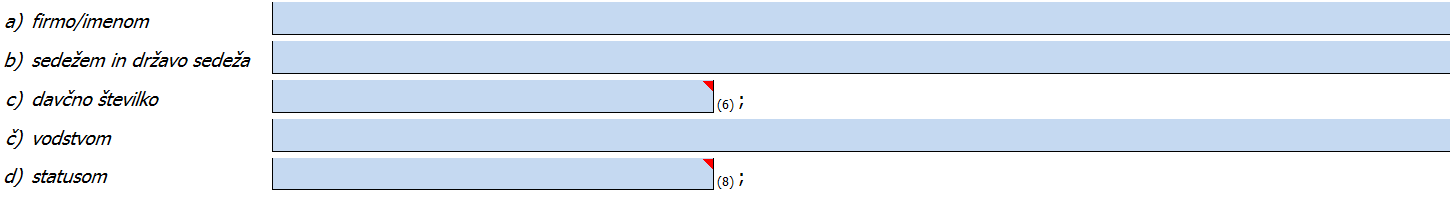 a) firmo/imenom
b) sedežem in državo sedeža
c) davčno številko (6) ;
č) vodstvom
d) statusom (8) ;